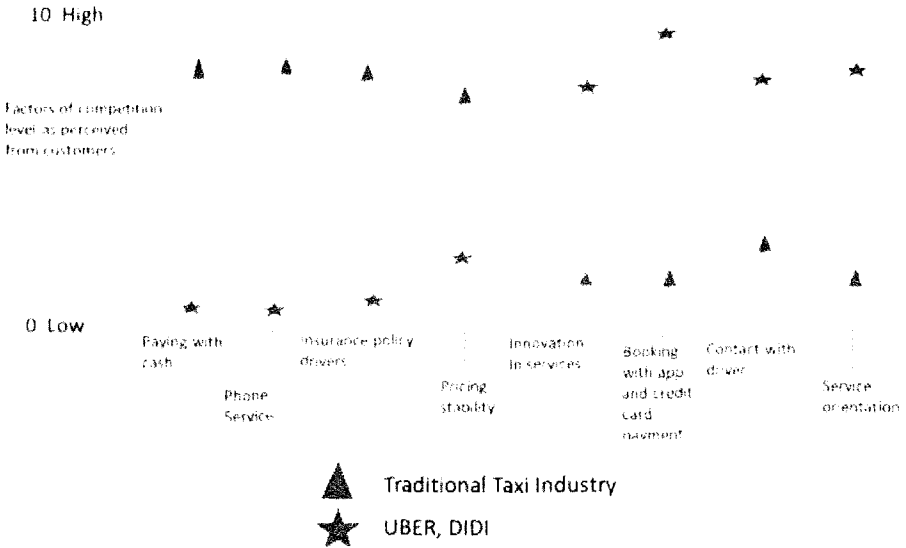 10 High
Factors of competition
level as perceived
from customers
0 Low
Paying with
cash
Phone
Service
Insurance policy
drivers
Pricing
stability
Innovation
In services
Booking
with app
and credit
card
payment
Contact with
driver
Service
orientation
Traditional Taxi Industry
UBER, DIDI